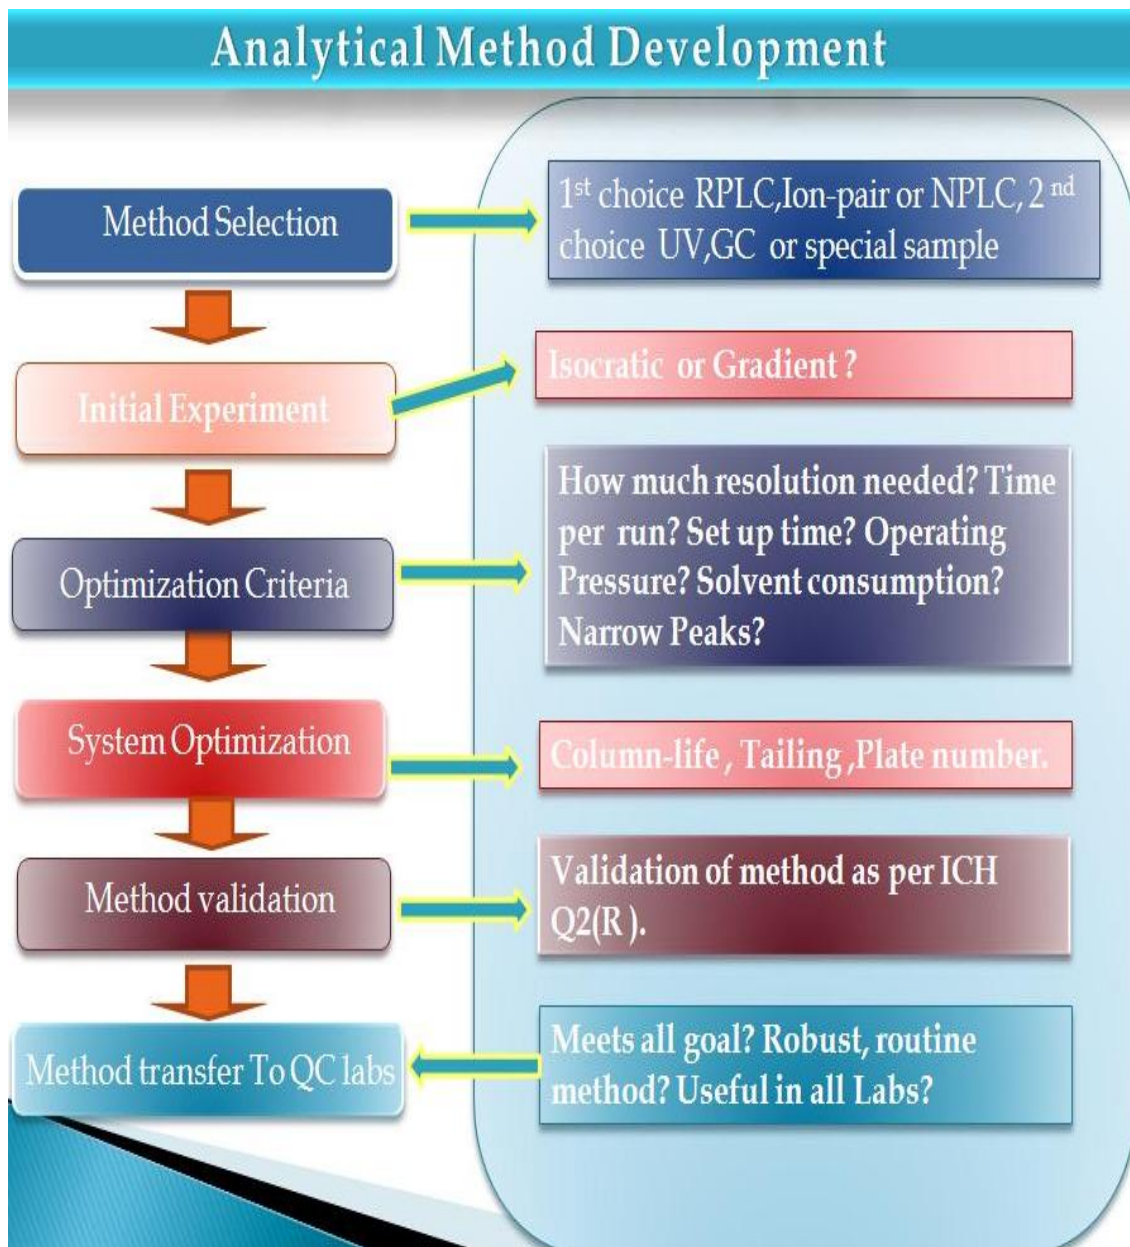 Analytical Method Development
Method Selection
1st choice RPLC,Ion-pair or NPLC, 2 nd
choice UV,GC or special sample
Initial Experiment
Isocratic or Gradient ?
Optimization Criteria
How much resolution needed? Time
per run? Set up time? Operating
Pressure? Solvent consumption?
Narrow Peaks?
System Optimization
Column-life , Tailing ,Plate number.
Method validation
Validation of method as per ICH
Q2(R ).
Method transfer To QC labs
Meets all goal? Robust, routine
method? Useful in all Labs?